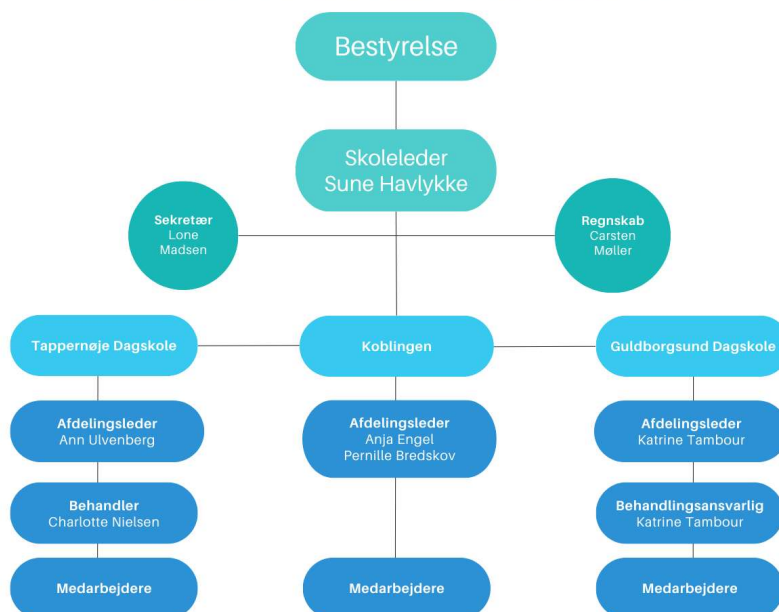 Bestyrelse
Skoleleder
Sune Havlykke
Sekretær
Lone
Madsen
Regnskab
Carsten
Møller
Tappernøje Dagskole
Koblingen
Guldborgsund Dagskole
Afdelingsleder
Ann Ulvenberg
Afdelingsleder
Anja Engel
Pernille Bredskov
Afdelingsleder
Katrine Tambour
Behandler
Charlotte Nielsen
Behandlingsansvarlig
Katrine Tambour
Medarbejdere
Medarbejdere
Medarbejdere